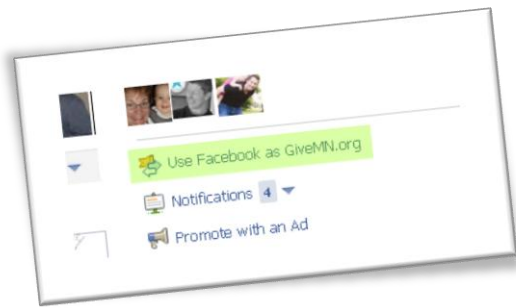 Use Facebook as GiveMN.org
Notifications 4
Promote with an Ad